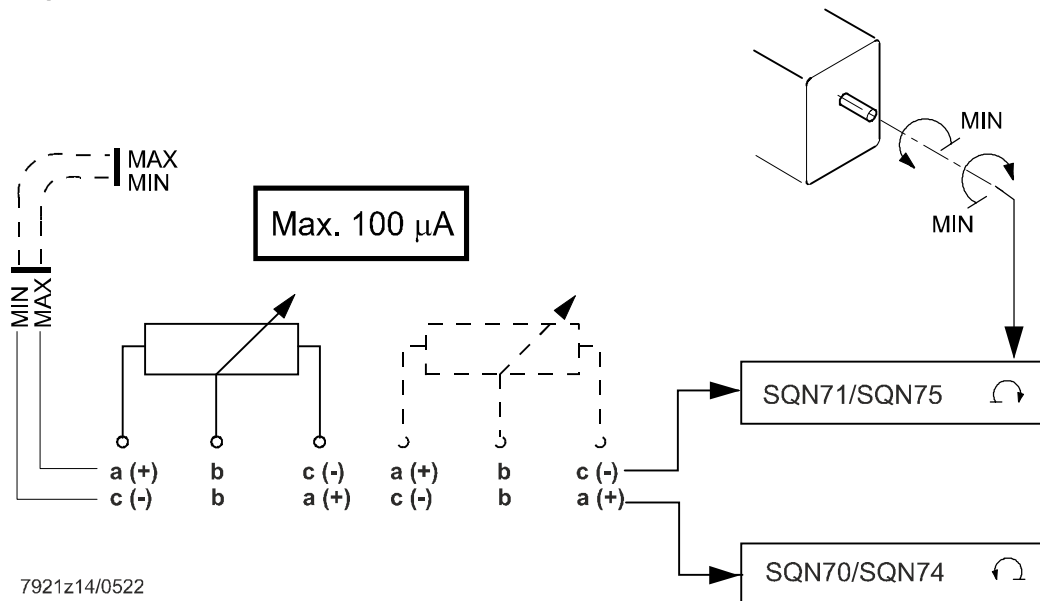 MIN
MIN
MAX
MIN
Max. 100 µA
MIN
MAX
a (+) b c (-) a (+) b c (-)
c (-) b a (+) c (-) b a (+)
SQN71/SQN75
SQN70/SQN74
7921z14/0522